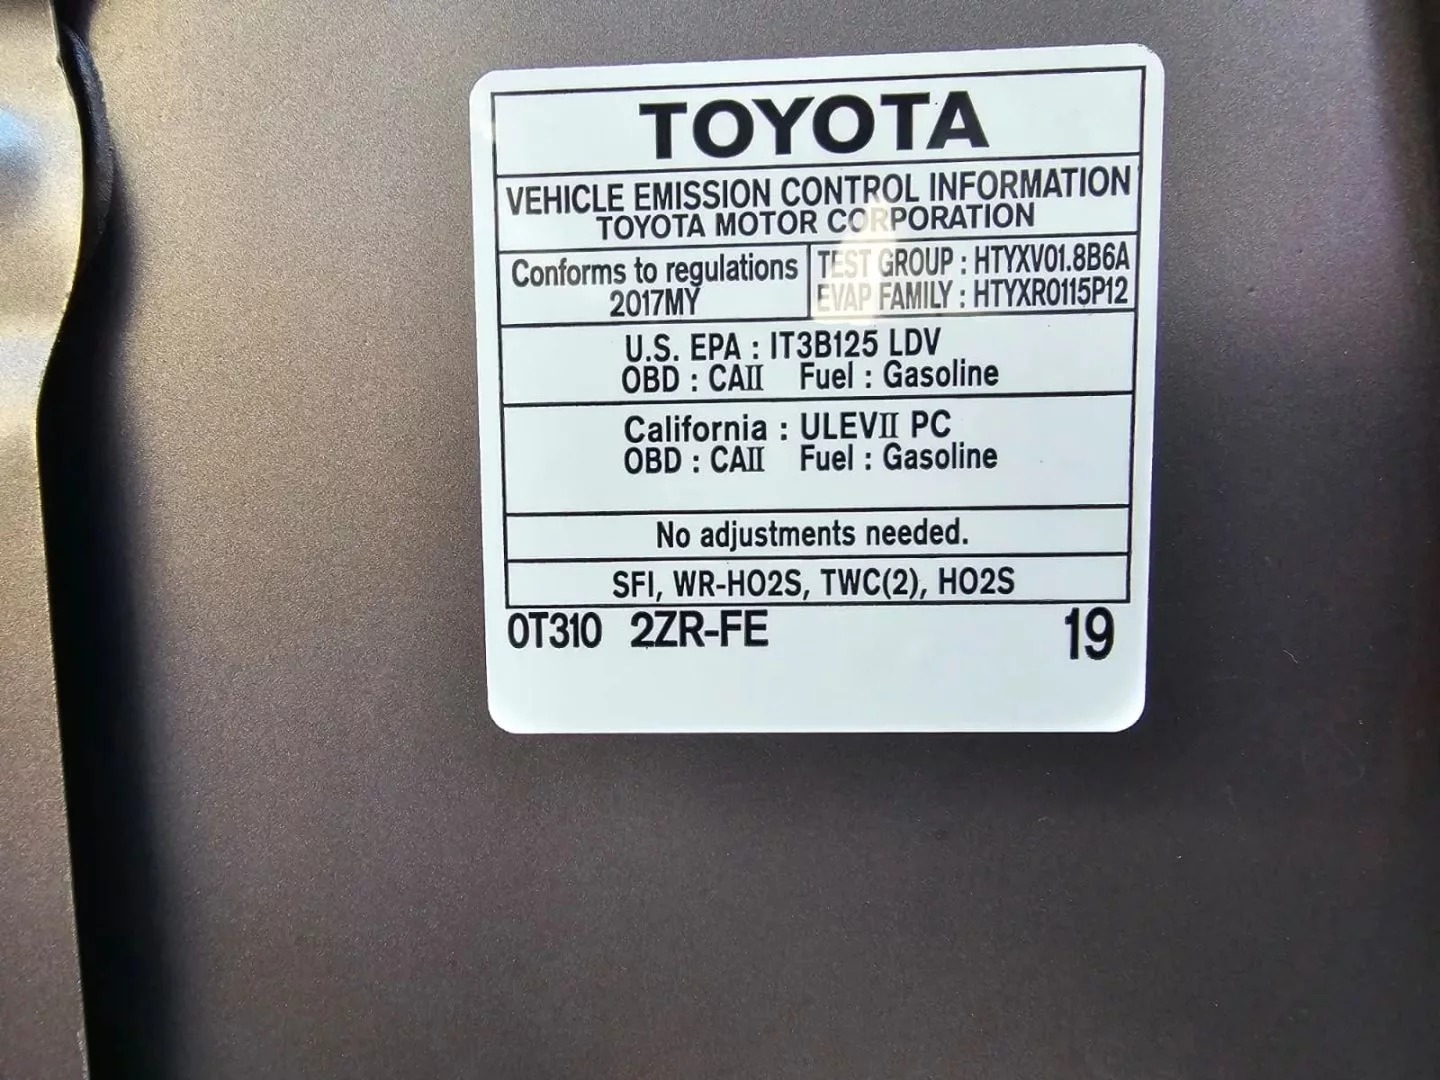 TOYOTA
VEHICLE EMISSION CONTROL INFORMATION
TOYOTA MOTOR CORPORATION
Conforms to regulations
2017MY
TEST GROUP : HTYXV01.8B6A
EVAP FAMILY : HTYXR0115P12
U.S. EPA : IT3B125 LDV
OBD : CAII Fuel : Gasoline
California : ULEVII PC
OBD : CAII Fuel : Gasoline
No adjustments needed.
SFI, WR-HO2S, TWC(2), HO2S
0T310 2ZR-FE 19